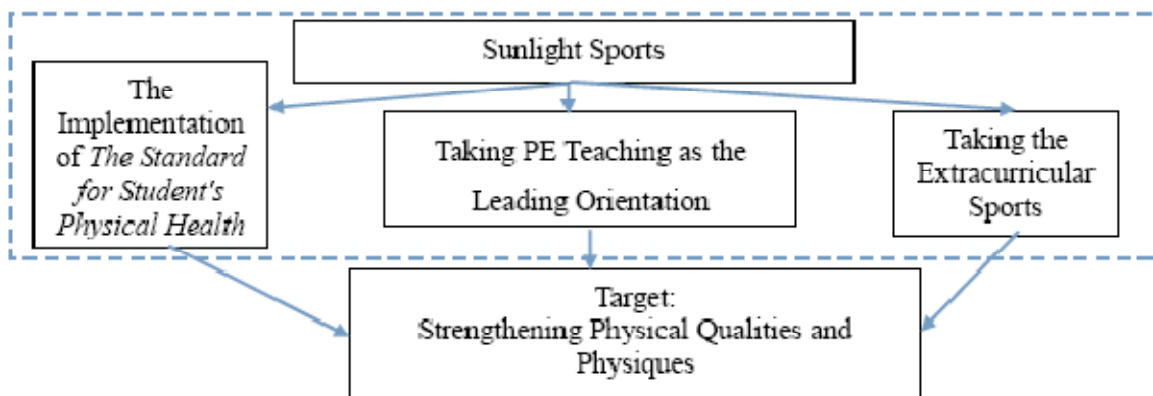 Sunlight Sports
The
Implementation
of The Standard
for Student's
Physical Health
Taking PE Teaching as the
Leading Orientation
Taking the
Extracurricular
Sports
Target:
Strengthening Physical Qualities and
Physiques